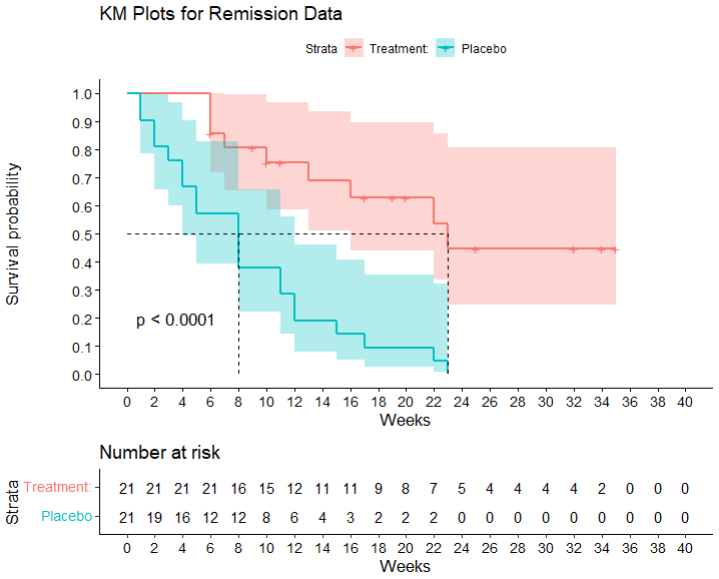 KM Plots for Remission Data
Strata Treatment: Placebo
Survival probability
1.0
0.9
0.8
0.7
0.6
0.5
0.4
0.3
0.2
0.1
0.0
p < 0.0001
0 2 4 6 8 10 12 14 16 18 20 22 24 26 28 30 32 34 36 38 40
Weeks
Number at risk
Strata
Treatment: 21 21 21 21 16 15 12 11 11 9 8 7 5 4 4 4 4 2 0 0 0
Placebo 21 19 16 12 12 8 6 4 3 2 2 2 0 0 0 0 0 0 0 0 0
0 2 4 6 8 10 12 14 16 18 20 22 24 26 28 30 32 34 36 38 40
Weeks